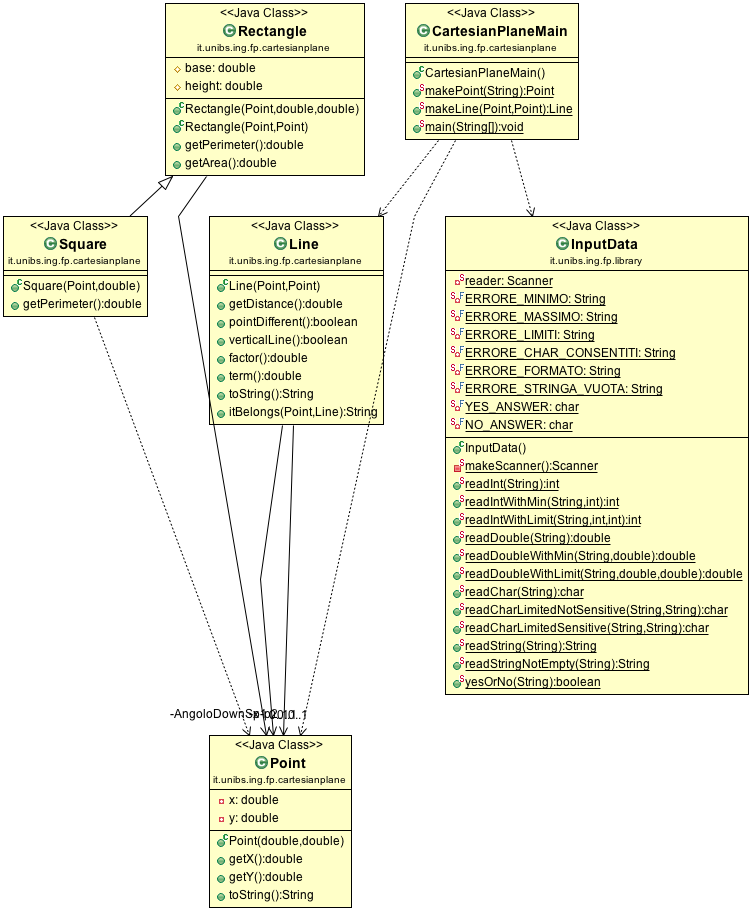 <<Java Class>>
Rectangle
it.unibs.ing.fp.cartesianplane
base: double
height: double
Rectangle(Point,double,double)
Rectangle(Point,Point)
getPerimeter():double
getArea():double
<<Java Class>>
CartesianPlaneMain
it.unibs.ing.fp.cartesianplane
CartesianPlaneMain()
makePoint(String):Point
makeLine(Point,Point):Line
main(String[]):void
<<Java Class>>
Square
it.unibs.ing.fp.cartesianplane
Square(Point,double)
getPerimeter():double
<<Java Class>>
Line
it.unibs.ing.fp.cartesianplane
Line(Point,Point)
getDistance():double
pointDifferent():boolean
verticalLine():boolean
factor():double
term():double
toString():String
itBelongs(Point,Line):String
<<Java Class>>
InputData
it.unibs.ing.fp.library
reader: Scanner
ERRORE_MINIMO: String
ERRORE_MASSIMO: String
ERRORE_LIMITI: String
ERRORE_CHAR_CONSENTITI: String
ERRORE_FORMATO: String
ERRORE_STRINGA_VUOTA: String
YES_ANSWER: char
NO_ANSWER: char
InputData()
makeScanner():Scanner
readInt(String):int
readIntWithMin(String,int):int
readIntWithLimit(String,int,int):int
readDouble(String):double
readDoubleWithMin(String,double):double
readDoubleWithLimit(String,double,double):double
readChar(String):char
readCharLimitedNotSensitive(String,String):char
readCharLimitedSensitive(String,String):char
readString(String):String
readStringNotEmpty(String):String
yesOrNo(String):boolean
<<Java Class>>
Point
it.unibs.ing.fp.cartesianplane
x: double
y: double
Point(double,double)
getX():double
getY():double
toString():String